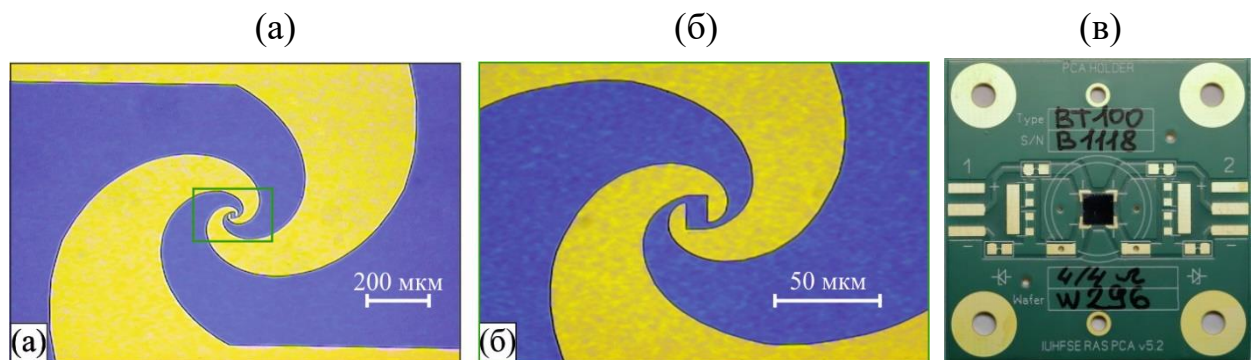 (а)
(б)
(в)
200 мкм
(а)
50 мкм
(б)
PCA HOLDER
Type BT100
S/N B1118
1
2
+
+
-
-
4/4 Ω
Wafer W296
IUHFSE RAS PCA v5.2